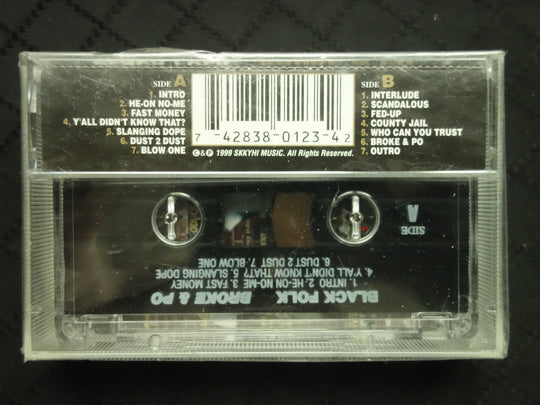 SIDE A
1. INTRO
2. HE-ON NO-ME
3. FAST MONEY
4. Y'ALL DIDN'T KNOW THAT?
5. SLANGING DOPE
6. DUST 2 DUST
7. BLOW ONE
7 42838-0123-4 2
©&℗ 1999 SKKYHI MUSIC. All Rights Reserved.
SIDE B
1. INTERLUDE
2. SCANDALOUS
3. FED-UP
4. COUNTY JAIL
5. WHO CAN YOU TRUST
6. BROKE & PO
7. OUTRO
BLACK FOLK BROKE & PO
1. INTRO 2. HE-ON NO-ME 3. FAST MONEY
4. Y'ALL DIDN'T KNOW THAT? 5. SLANGING DOPE
6. DUST 2 DUST 7. BLOW ONE
SIDE
A